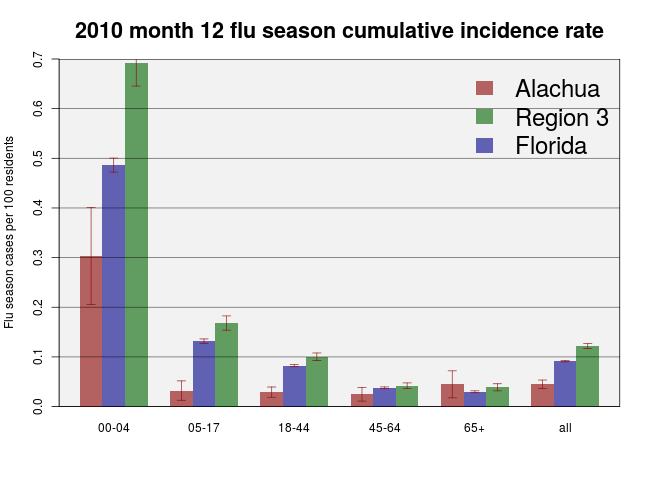 2010 month 12 flu season cumulative incidence rate
Flu season cases per 100 residents
0.7
0.6
0.5
0.4
0.3
0.2
0.1
0.0
Alachua
Region 3
Florida
00-04 05-17 18-44 45-64 65+ all